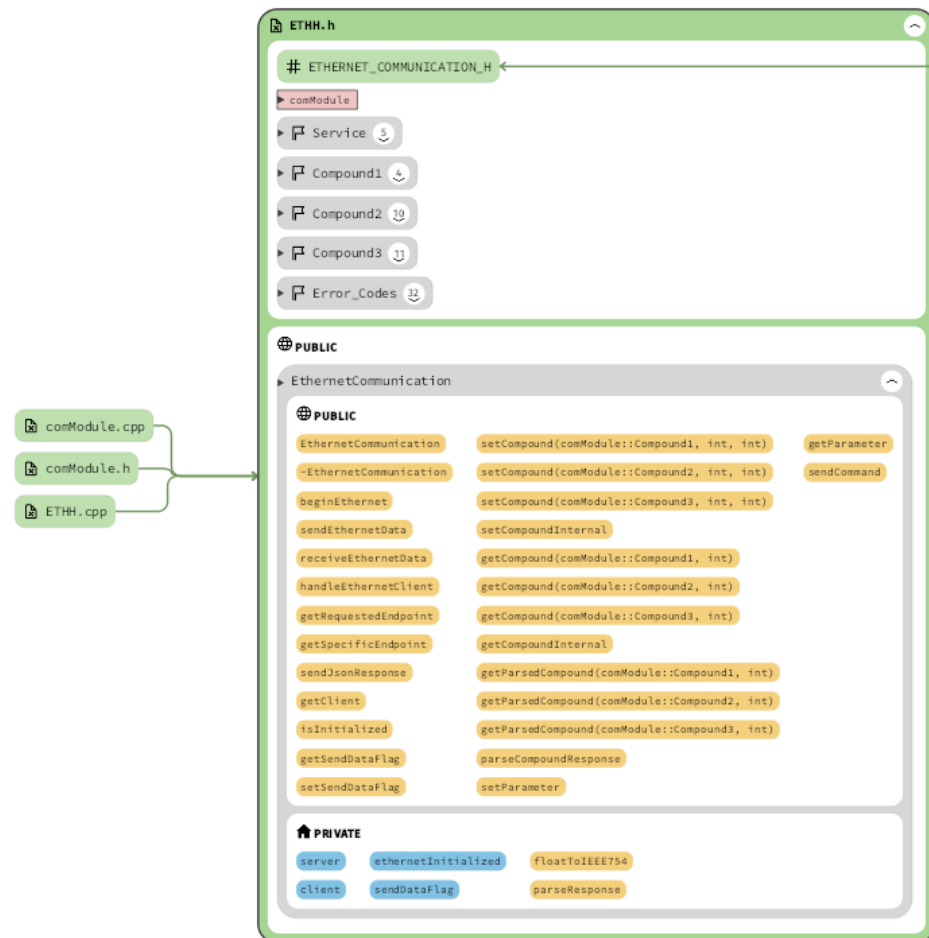 ETHH.h
# ETHERNET_COMMUNICATION_H
comModule
Service 5
Compound1 4
Compound2 10
Compound3 11
Error_Codes 32
PUBLIC
EthernetCommunication
PUBLIC
EthernetCommunication setCompound(comModule::Compound1, int, int) getParameter
~EthernetCommunication setCompound(comModule::Compound2, int, int) sendCommand
beginEthernet setCompound(comModule::Compound3, int, int)
sendEthernetData setCompoundInternal
receiveEthernetData getCompound(comModule::Compound1, int)
handleEthernetClient getCompound(comModule::Compound2, int)
getRequestedEndpoint getCompound(comModule::Compound3, int)
getSpecificEndpoint getCompoundInternal
sendJsonResponse getParsedCompound(comModule::Compound1, int)
getClient getParsedCompound(comModule::Compound2, int)
isInitialized getParsedCompound(comModule::Compound3, int)
getSendDataFlag parseCompoundResponse
setSendDataFlag setParameter
PRIVATE
server ethernetInitialized floatToIEEE754
client sendDataFlag parseResponse
comModule.cpp
comModule.h
ETHH.cpp